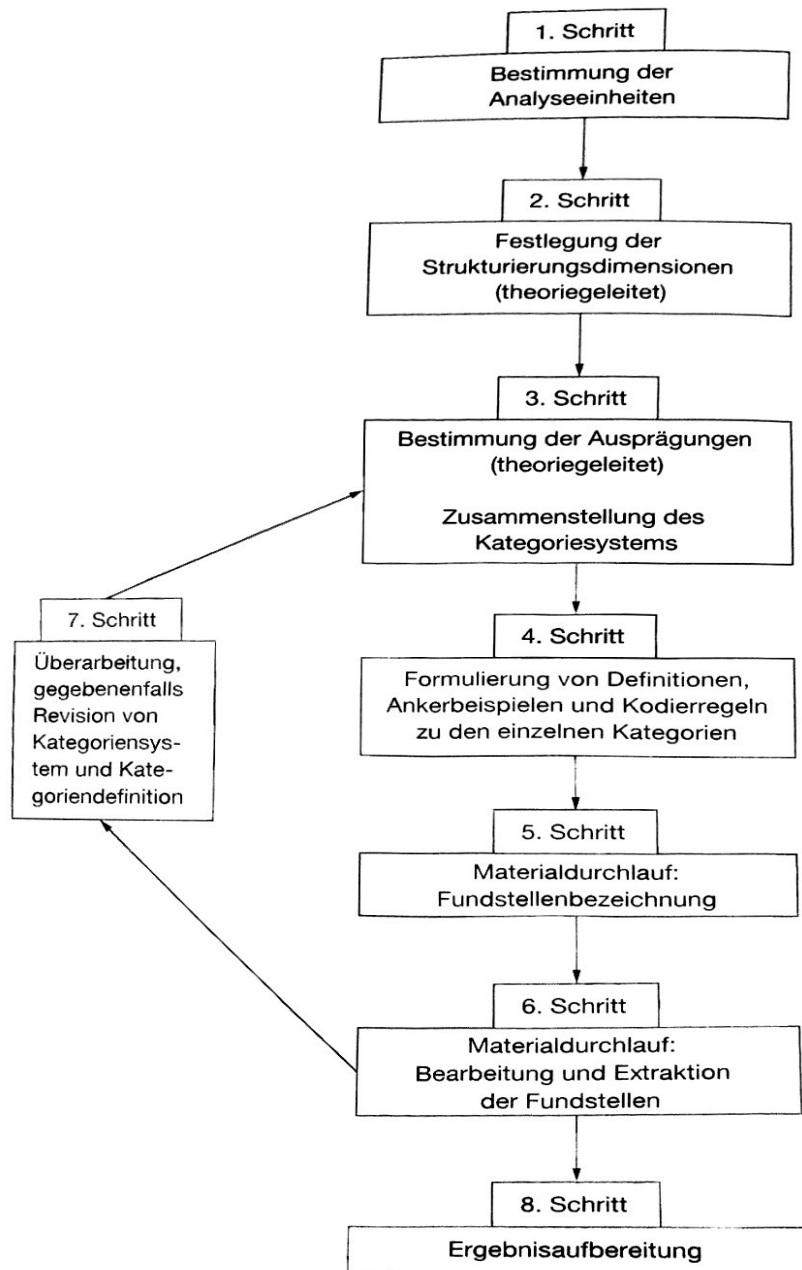 1. Schritt
Bestimmung der
Analyseeinheiten
2. Schritt
Festlegung der
Strukturierungsdimensionen
(theoriegeleitet)
3. Schritt
Bestimmung der Ausprägungen
(theoriegeleitet)
Zusammenstellung des
Kategoriesystems
4. Schritt
Formulierung von Definitionen,
Ankerbeispielen und Kodierregeln
zu den einzelnen Kategorien
5. Schritt
Materialdurchlauf:
Fundstellenbezeichnung
6. Schritt
Materialdurchlauf:
Bearbeitung und Extraktion
der Fundstellen
7. Schritt
Überarbeitung,
gegebenenfalls
Revision von
Kategoriensys-
tem und Kate-
goriendefinition
8. Schritt
Ergebnisaufbereitung